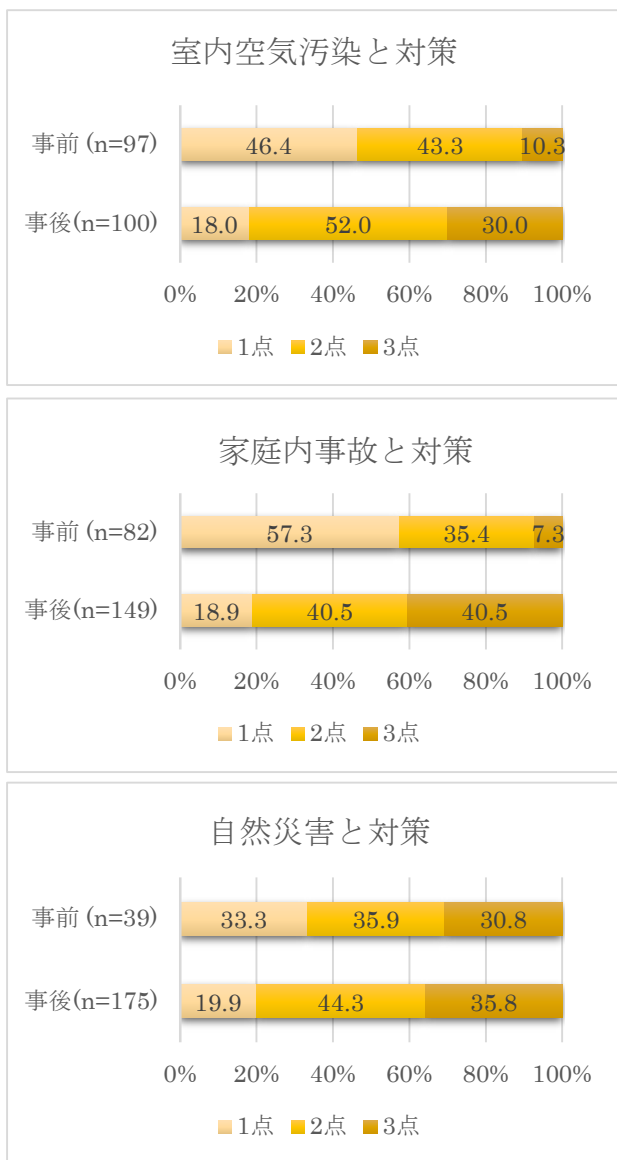 室内空気汚染と対策
事前 (n=97)
46.4 43.3 10.3
事後(n=100)
18.0 52.0 30.0
0% 20% 40% 60% 80% 100%
1点 2点 3点
家庭内事故と対策
事前 (n=82)
57.3 35.4 7.3
事後(n=149)
18.9 40.5 40.5
0% 20% 40% 60% 80% 100%
1点 2点 3点
自然災害と対策
事前 (n=39)
33.3 35.9 30.8
事後(n=175)
19.9 44.3 35.8
0% 20% 40% 60% 80% 100%
1点 2点 3点